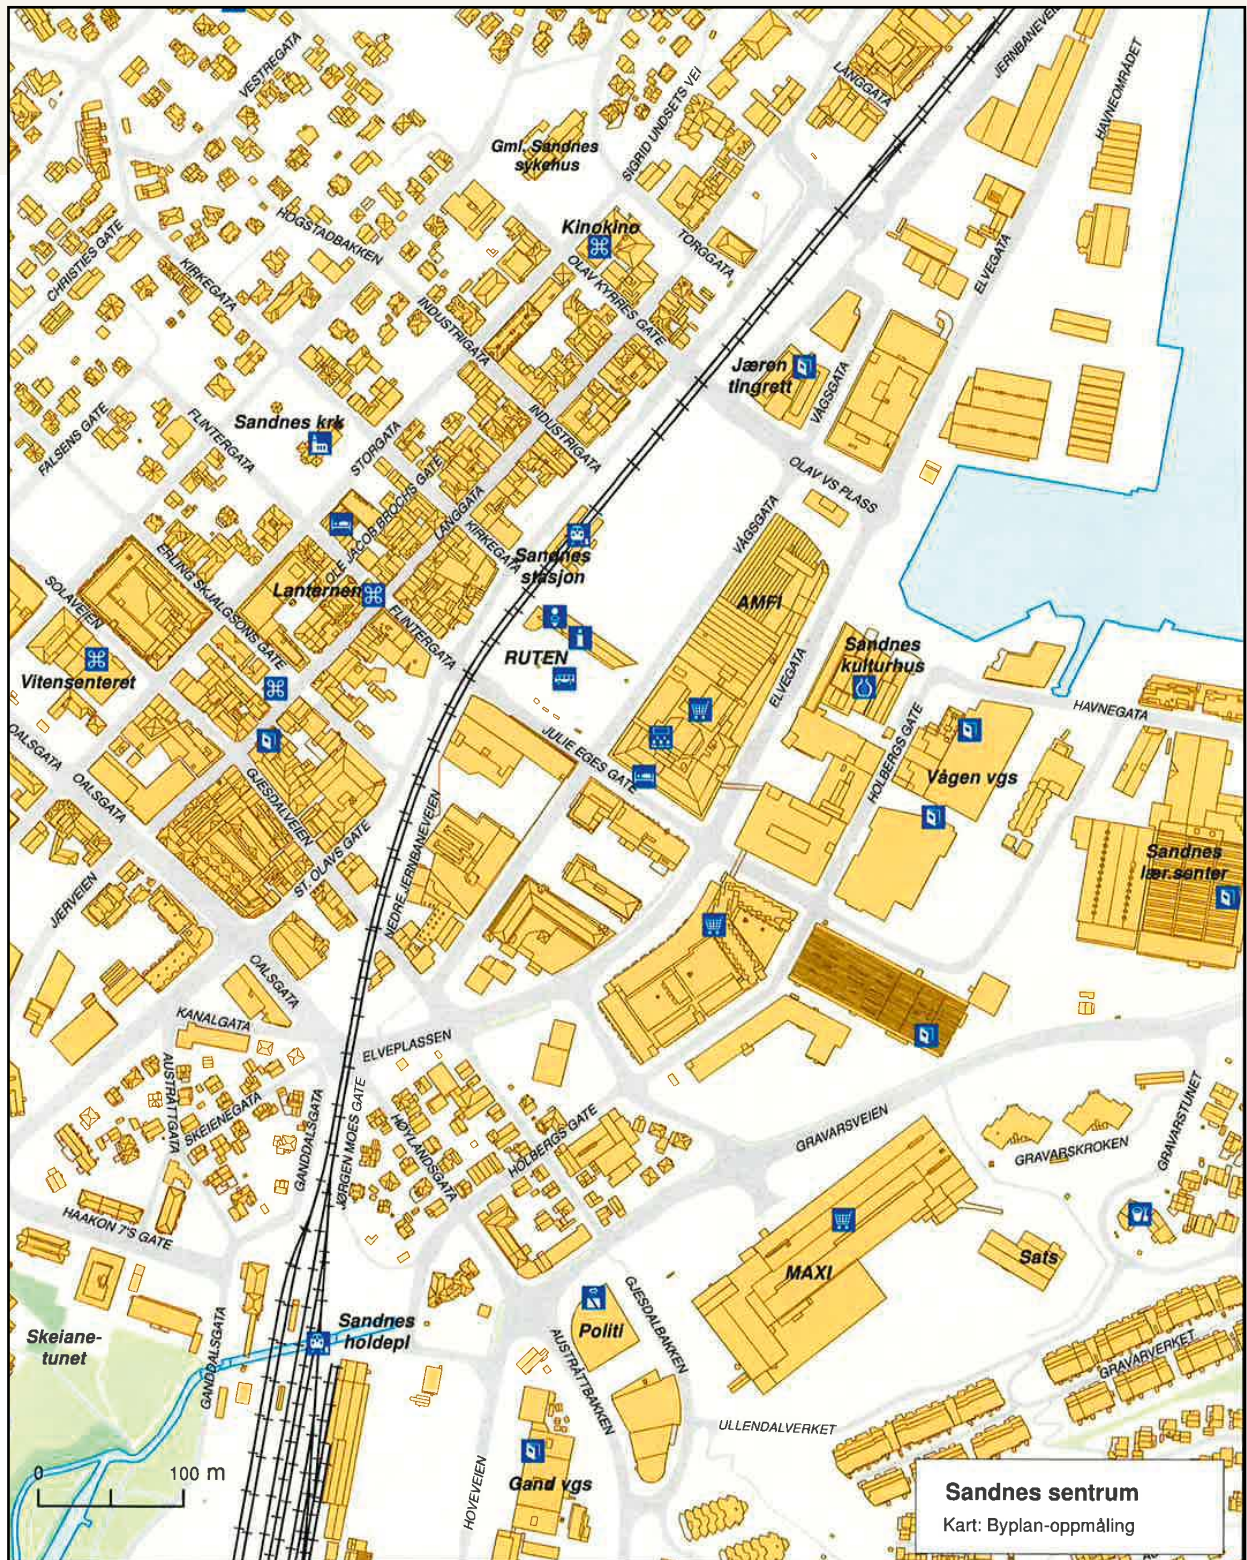 VESTREGATA
LANGGATA
JERNBANEVEIEN
HAVNEOMRÅDET
SIGRID UNDSETS VEI
Gml. Sandnes
sykehus
CHRISTIES GATE
HOGSTADBAKKEN
KIRKEGATA
Kinokino
TORGGATA
ELVEGATA
OLAV KYRRES GATE
INDUSTRIGATA
Jæren
tingrett
VÅGSGATA
FALSENS GATE
FLINTERGATA
Sandnes krk
STORGATA
INDUSTRIGATA
OLAV VS PLASS
OLE JACOB BROCHS GATE
LANGGATA
KIRKEGATA
VÅGSGATA
Sandnes
stasjon
ERLING SKJALGSONS GATE
SOLAVEIEN
Lanternen
FLINTERGATA
AMFI
RUTEN
Sandnes
kulturhus
ELVEGATA
Vitensenteret
HAVNEGATA
OALSGATA
OALSGATA
JULIE EGES GATE
HOLBERGS GATE
Vågen vgs
GJESDALVEIEN
ST. OLAVS GATE
NEDRE JERNBANEVEIEN
Sandnes
lær.senter
JÆRVEIEN
OALSGATA
KANALGATA
ELVEPLASSEN
AUSTRÅTTGATA
SKEIENEGATA
GANDDALSGATA
JØRGEN MOES GATE
HØYLANDSGATA
HOLBERGS GATE
GRAVARSVEIEN
GRAVARSKROKEN
GRAVARSTUNET
HAAKON 7'S GATE
MAXI
Sats
Skeiane-
tunet
GANDDALSGATA
Sandnes
holdepl
Politi
GJESDALBAKKEN
AUSTRÅTTBAKKEN
GRAVARVERKET
ULLENDALVERKET
HOVEVEIEN
Gand vgs
0 100 m
Sandnes sentrum
Kart: Byplan-oppmåling